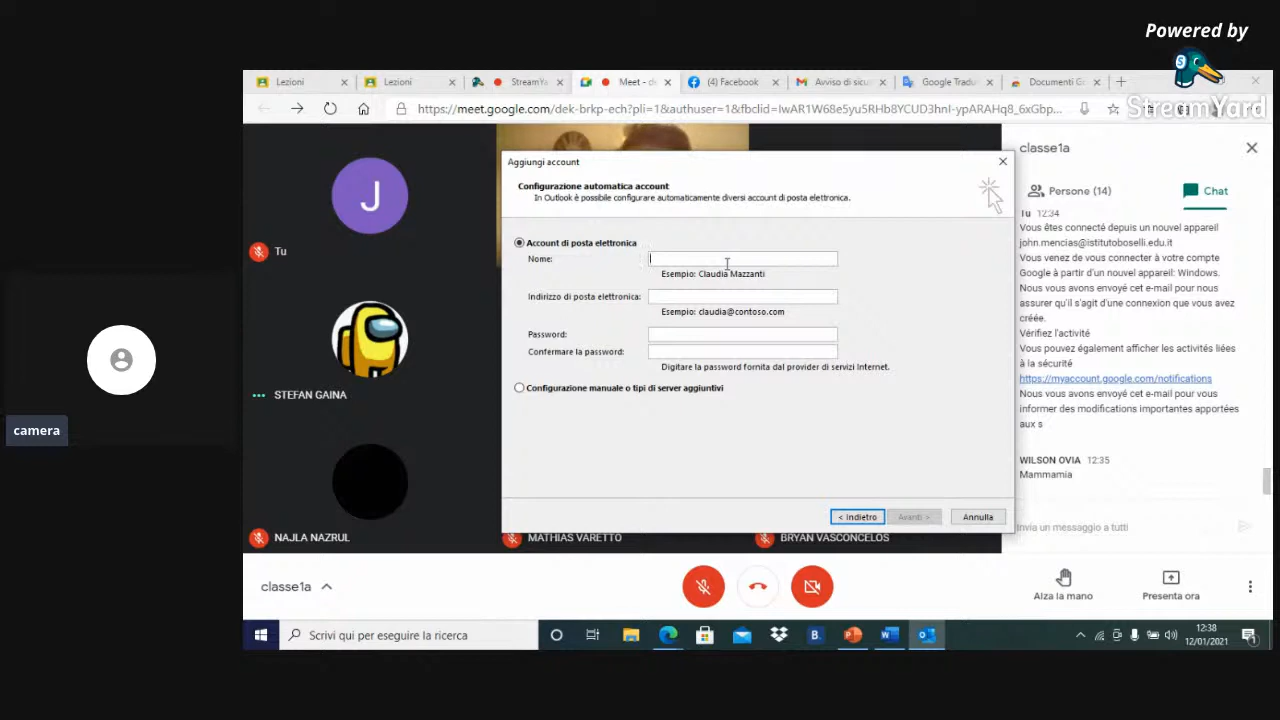 Powered by
StreamYard
Lezioni
Lezioni
StreamYa
Meet - d
(4) Facebook
Avviso di sicu
Google Tradu
Documenti G
https://meet.google.com/dek-brkp-ech?pli=1&authuser=1&fbclid=IwAR1W68e5yu5RHb8YCUD3hnI-ypARAHq8_6xGbp...
J
Tu
STEFAN GAINA
NAJLA NAZRUL
MATHIAS VARETTO
BRYAN VASCONCELOS
camera
Aggiungi account
Configurazione automatica account
In Outlook è possibile configurare automaticamente diversi account di posta elettronica.
Account di posta elettronica
Nome:
Esempio: Claudia Mazzanti
Indirizzo di posta elettronica:
Esempio: claudia@contoso.com
Password:
Confermare la password:
Digitare la password fornita dal provider di servizi Internet.
Configurazione manuale o tipi di server aggiuntivi
< Indietro
Avanti >
Annulla
classe1a
Persone (14)
Chat
Tu 12:34
Vous êtes connecté depuis un nouvel appareil
john.mencias@istitutoboselli.edu.it
Vous venez de vous connecter à votre compte
Google à partir d'un nouvel appareil: Windows.
Nous vous avons envoyé cet e-mail pour vous
assurer qu'il s'agit d'une connexion que vous avez
créée.
Vérifiez l'activité
Vous pouvez également afficher les activités liées
à la sécurité
https://myaccount.google.com/notifications
Nous vous avons envoyé cet e-mail pour vous
informer des modifications importantes apportées
aux s
WILSON OVIA 12:35
Mammamia
Invia un messaggio a tutti
classe1a
Alza la mano
Presenta ora
Scrivi qui per eseguire la ricerca
B.
12:38
12/01/2021